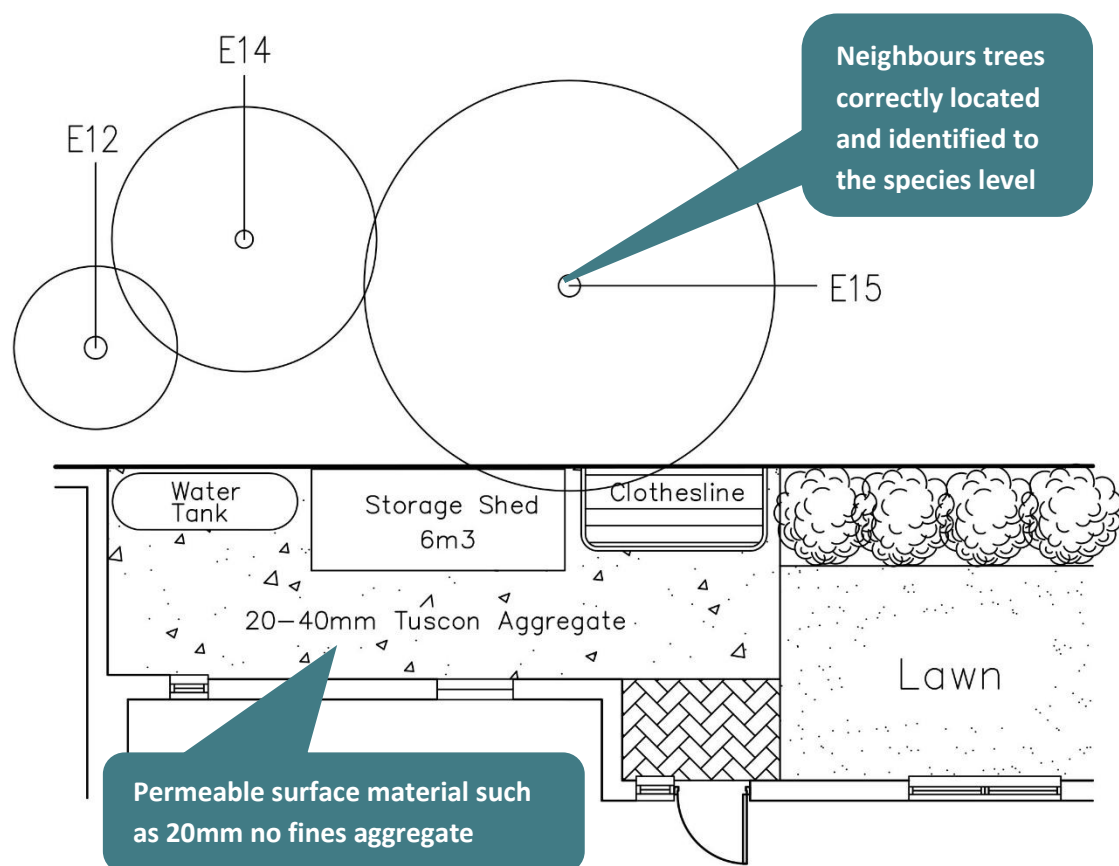 E14
E12
Neighbours trees
correctly located
and identified to
the species level
E15
Water
Tank
Storage Shed
6m3
Clothesline
20-40mm Tuscon Aggregate
Lawn
Permeable surface material such
as 20mm no fines aggregate